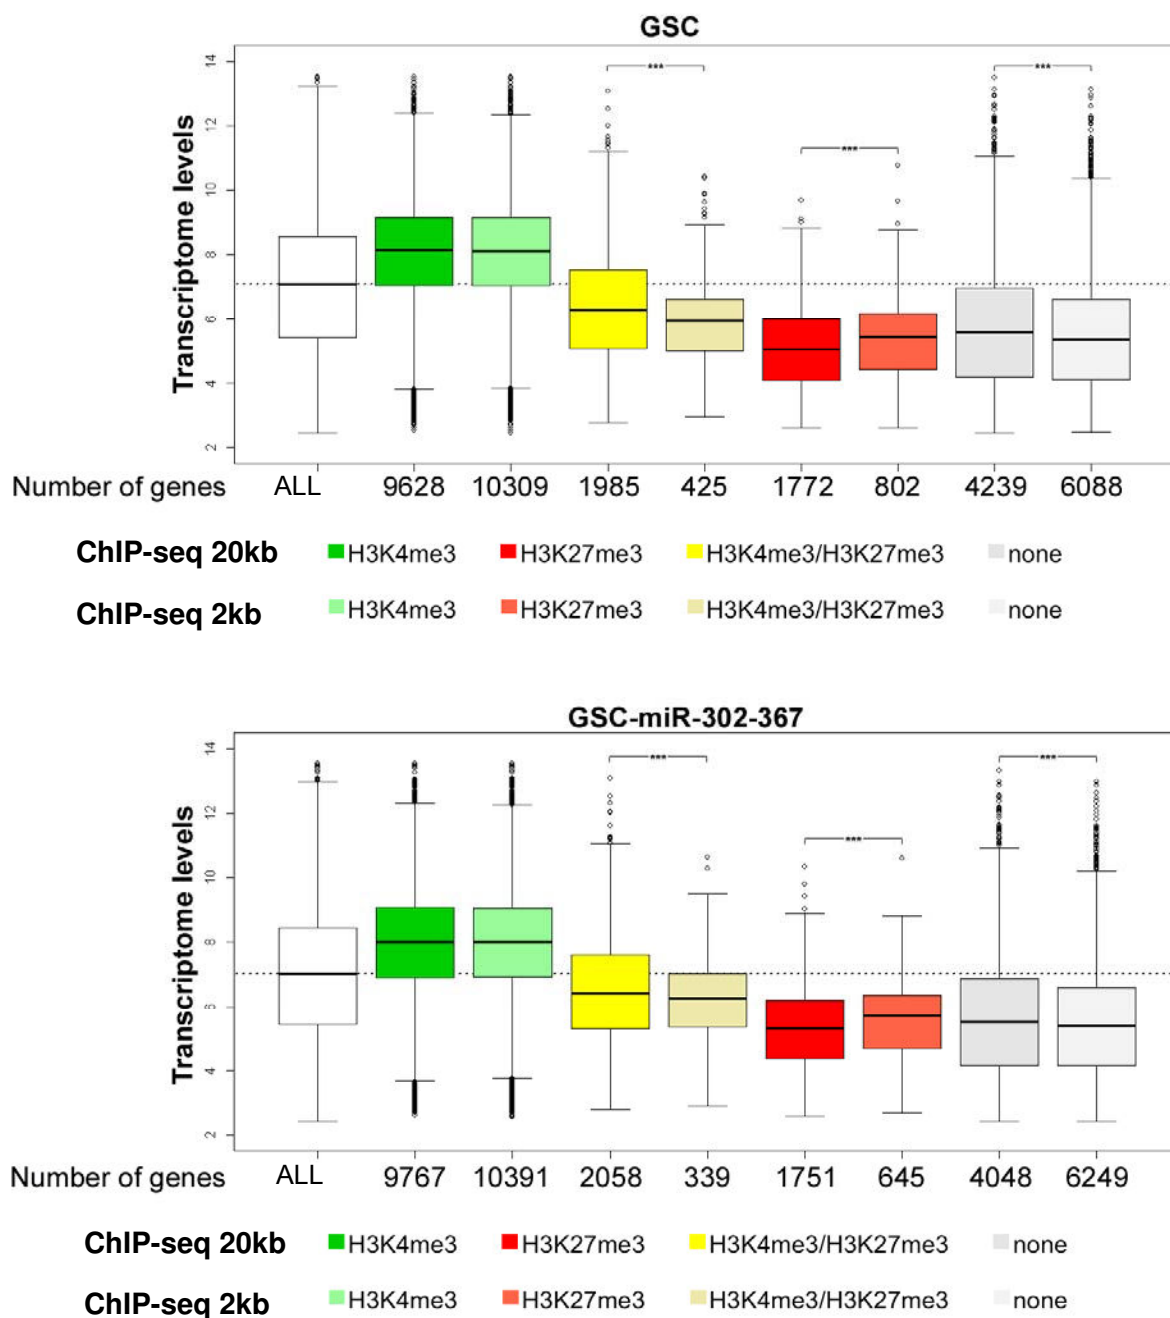 GSC
Transcriptome levels
14
12
10
8
6
4
2
*** *** ***
Number of genes ALL 9628 10309 1985 425 1772 802 4239 6088
ChIP-seq 20kb H3K4me3 H3K27me3 H3K4me3/H3K27me3 none
ChIP-seq 2kb H3K4me3 H3K27me3 H3K4me3/H3K27me3 none
GSC-miR-302-367
Transcriptome levels
14
12
10
8
6
4
2
*** *** ***
Number of genes ALL 9767 10391 2058 339 1751 645 4048 6249
ChIP-seq 20kb H3K4me3 H3K27me3 H3K4me3/H3K27me3 none
ChIP-seq 2kb H3K4me3 H3K27me3 H3K4me3/H3K27me3 none